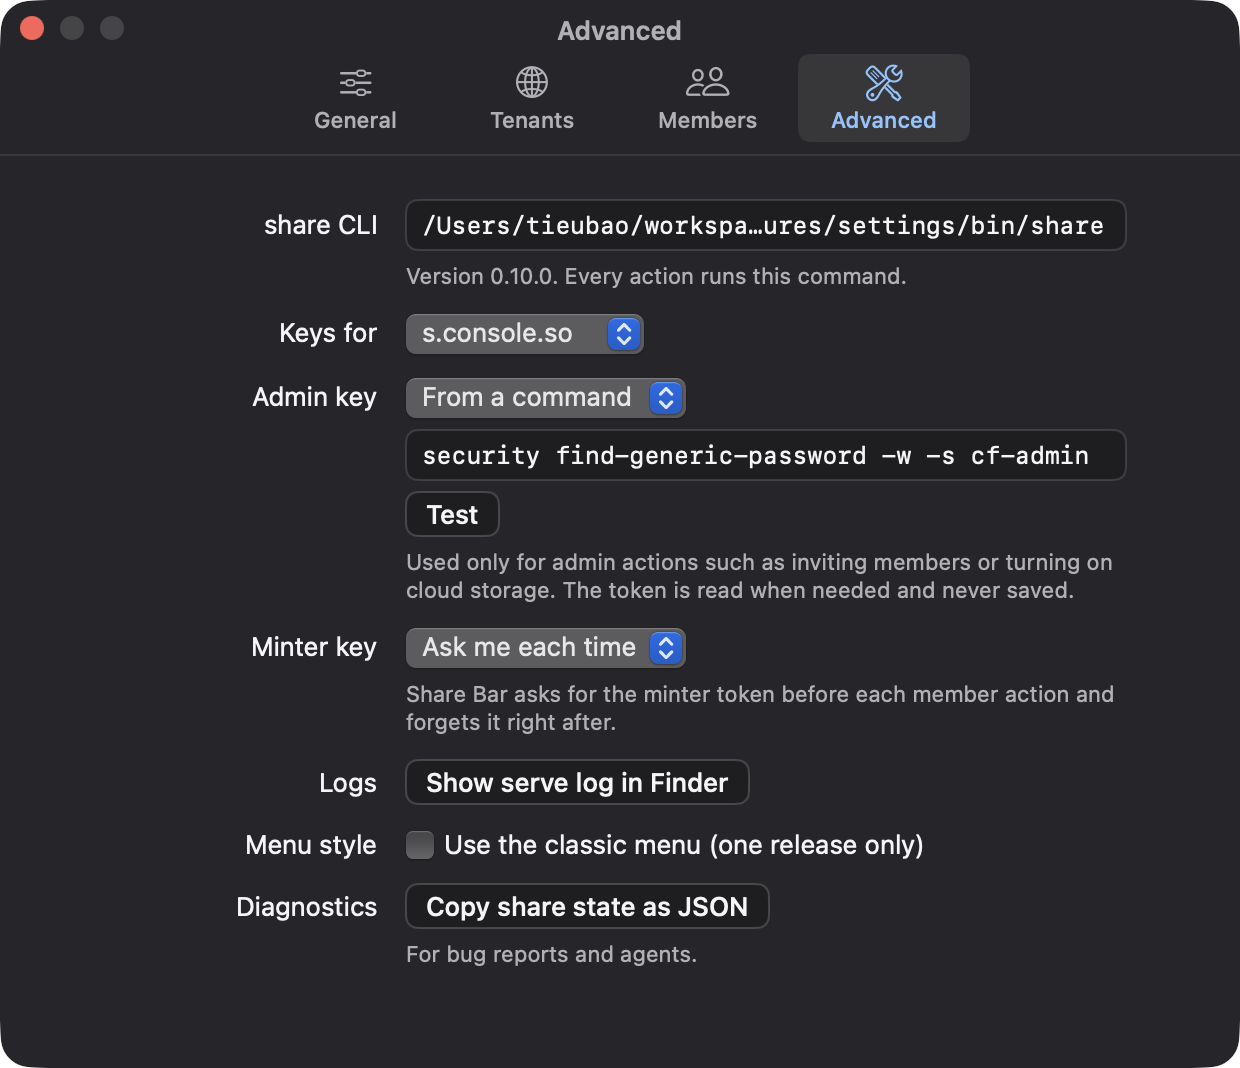 Advanced
General
Tenants
Members
Advanced
share CLI
/Users/tieubao/workspa…ures/settings/bin/share
Version 0.10.0. Every action runs this command.
Keys for
s.console.so
Admin key
From a command
security find-generic-password -w -s cf-admin
Test
Used only for admin actions such as inviting members or turning on
cloud storage. The token is read when needed and never saved.
Minter key
Ask me each time
Share Bar asks for the minter token before each member action and
forgets it right after.
Logs
Show serve log in Finder
Menu style
Use the classic menu (one release only)
Diagnostics
Copy share state as JSON
For bug reports and agents.